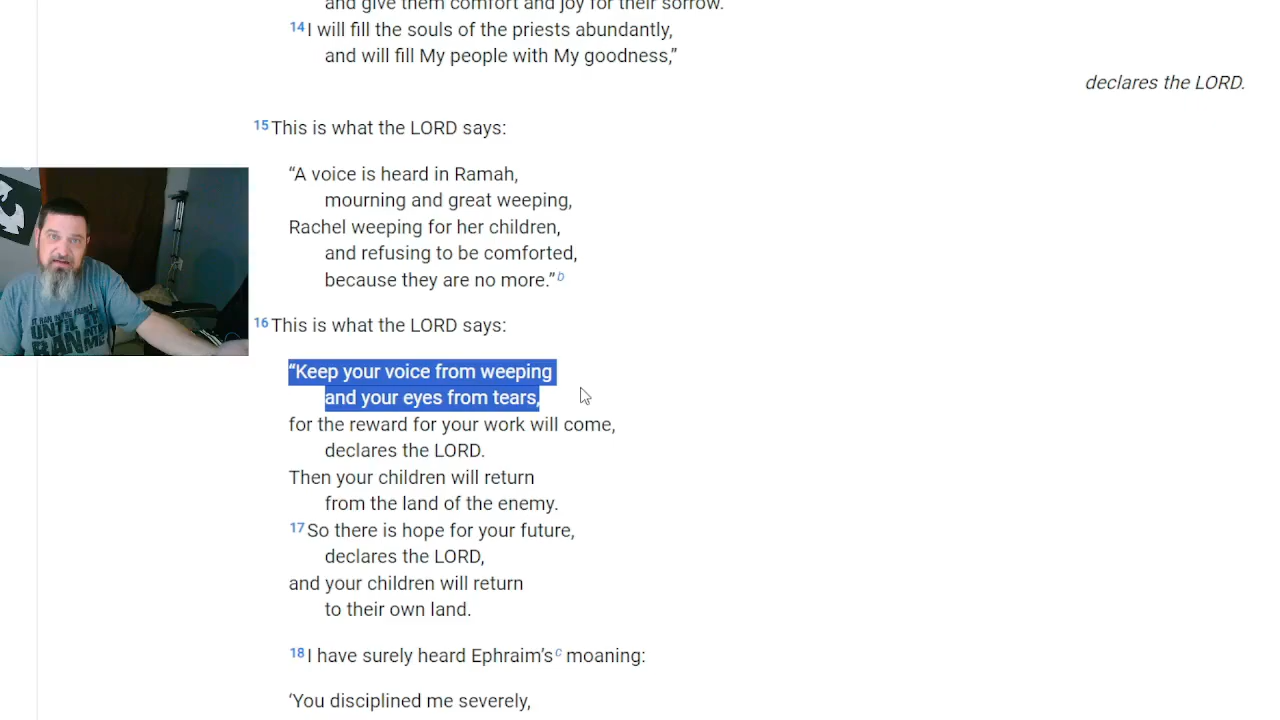 and give them comfort and joy for their sorrow.
14 I will fill the souls of the priests abundantly,
and will fill My people with My goodness,”
declares the LORD.
15 This is what the LORD says:
“A voice is heard in Ramah,
mourning and great weeping,
Rachel weeping for her children,
and refusing to be comforted,
because they are no more.” b
16 This is what the LORD says:
“Keep your voice from weeping
and your eyes from tears,
for the reward for your work will come,
declares the LORD.
Then your children will return
from the land of the enemy.
17 So there is hope for your future,
declares the LORD,
and your children will return
to their own land.
18 I have surely heard Ephraim’s c moaning:
‘You disciplined me severely,
UNTIL IT
RAN INTO
ME